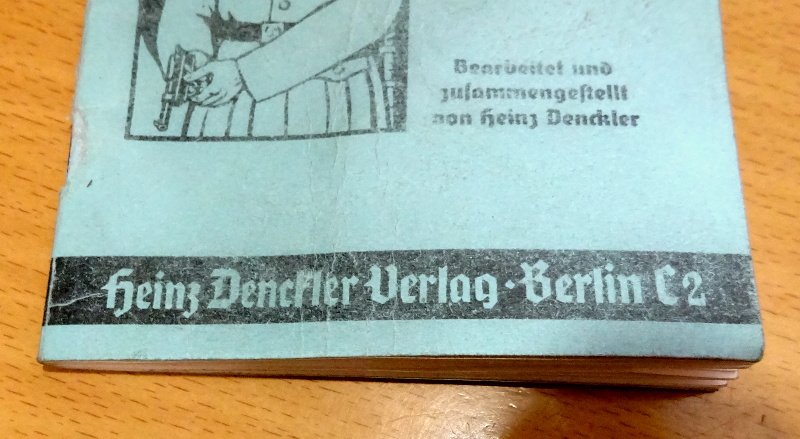 Bearbeitet und
zusammengestellt
von Heinz Denckler
Heinz Denckler Verlag · Berlin C 2